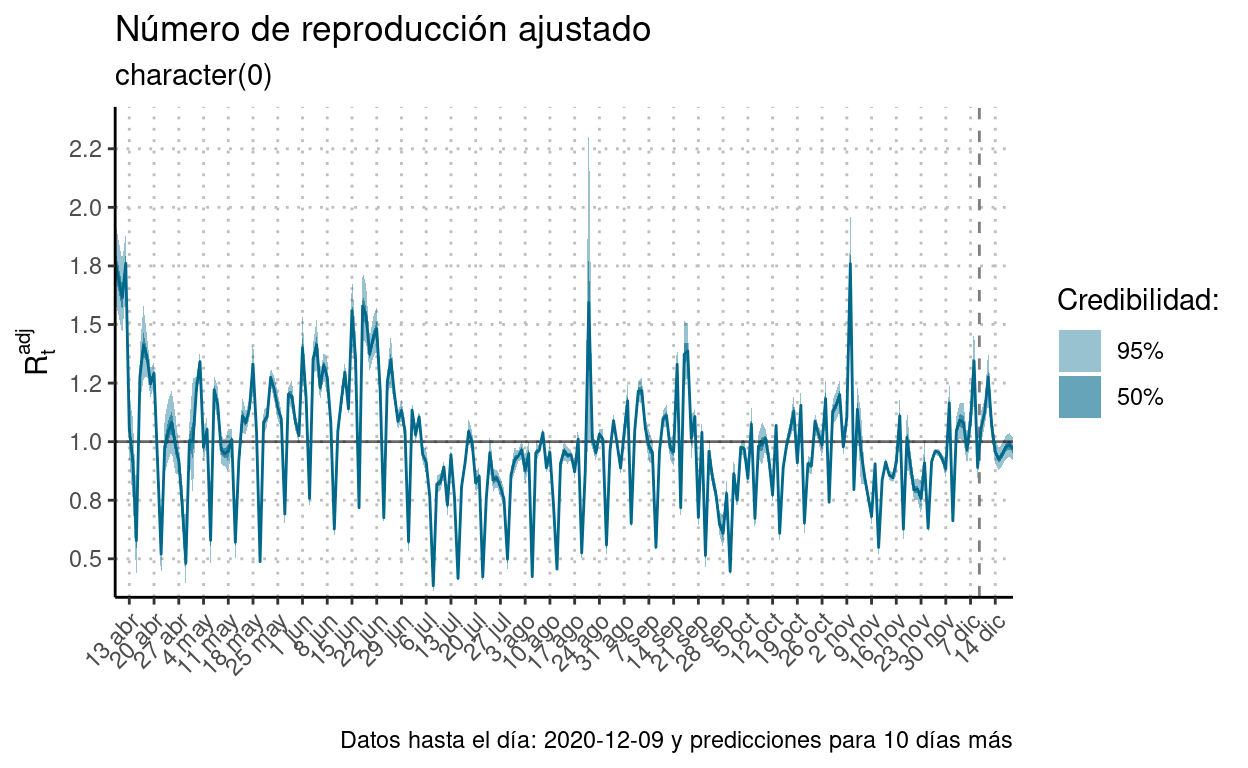 Número de reproducción ajustado
character(0)
R_t^adj
2.2
2.0
1.8
1.5
1.2
1.0
0.8
0.5
13 abr
20 abr
27 abr
4 may
11 may
18 may
25 may
1 jun
8 jun
15 jun
22 jun
29 jun
6 jul
13 jul
20 jul
27 jul
3 ago
10 ago
17 ago
24 ago
31 ago
7 sep
14 sep
21 sep
28 sep
5 oct
12 oct
19 oct
26 oct
2 nov
9 nov
16 nov
23 nov
30 nov
7 dic
14 dic
Credibilidad:
95%
50%
Datos hasta el día: 2020-12-09 y predicciones para 10 días más